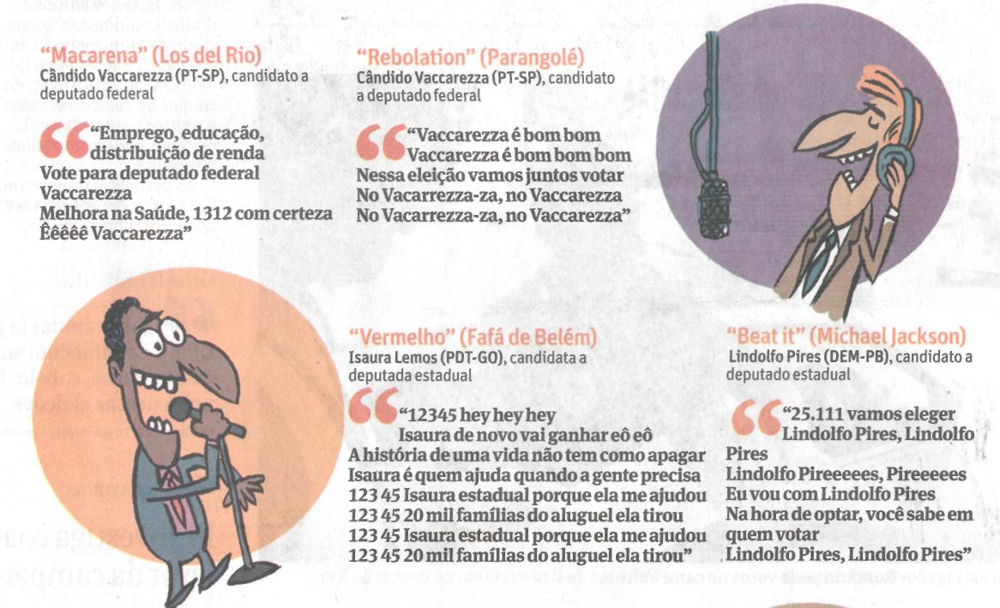 "Macarena" (Los del Rio)
Cândido Vaccarezza (PT-SP), candidato a
deputado federal
"Emprego, educação,
distribuição de renda
Vote para deputado federal
Vaccarezza
Melhora na Saúde, 1312 com certeza
Êêêêê Vaccarezza"
"Rebolation" (Parangolé)
Cândido Vaccarezza (PT-SP), candidato
a deputado federal
"Vaccarezza é bom bom
Vaccarezza é bom bom bom
Nessa eleição vamos juntos votar
No Vacarrezza-za, no Vaccarezza
No Vacarrezza-za, no Vaccarezza"
"Vermelho" (Fafá de Belém)
Isaura Lemos (PDT-GO), candidata a
deputada estadual
"12345 hey hey hey
Isaura de novo vai ganhar eô eô
A história de uma vida não tem como apagar
Isaura é quem ajuda quando a gente precisa
123 45 Isaura estadual porque ela me ajudou
123 45 20 mil famílias do aluguel ela tirou
123 45 Isaura estadual porque ela me ajudou
123 45 20 mil famílias do aluguel ela tirou"
"Beat it" (Michael Jackson)
Lindolfo Pires (DEM-PB), candidato a
deputado estadual
"25.111 vamos eleger
Lindolfo Pires, Lindolfo
Pires
Lindolfo Pireeeees, Pireeeees
Eu vou com Lindolfo Pires
Na hora de optar, você sabe em
quem votar
Lindolfo Pires, Lindolfo Pires"